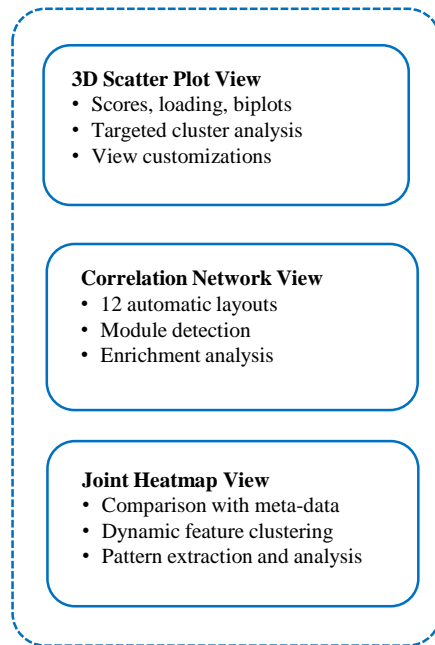 3D Scatter Plot View
• Scores, loading, biplots
• Targeted cluster analysis
• View customizations
Correlation Network View
• 12 automatic layouts
• Module detection
• Enrichment analysis
Joint Heatmap View
• Comparison with meta-data
• Dynamic feature clustering
• Pattern extraction and analysis